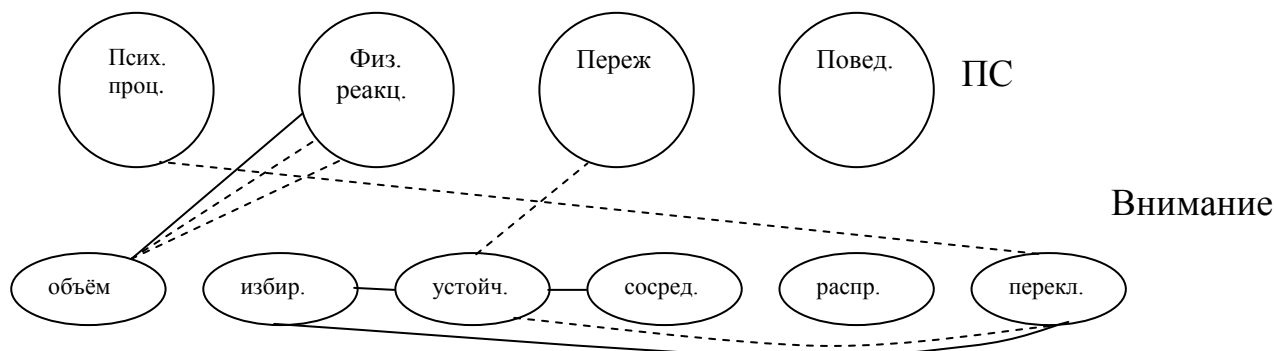 Псих.
проц.
Физ.
реакц.
Переж
Повед.
ПС
Внимание
объём
избир.
устойч.
сосред.
распр.
перекл.